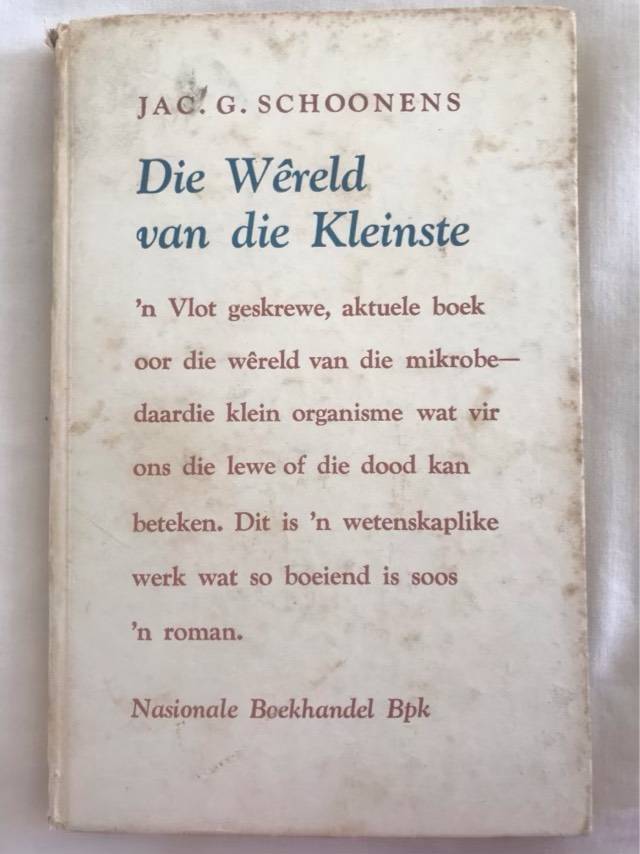 JAC. G. SCHOONENS
Die Wêreld
van die Kleinste
'n Vlot geskrewe, aktuele boek
oor die wêreld van die mikrobe—
daardie klein organisme wat vir
ons die lewe of die dood kan
beteken. Dit is 'n wetenskaplike
werk wat so boeiend is soos
'n roman.
Nasionale Boekhandel Bpk